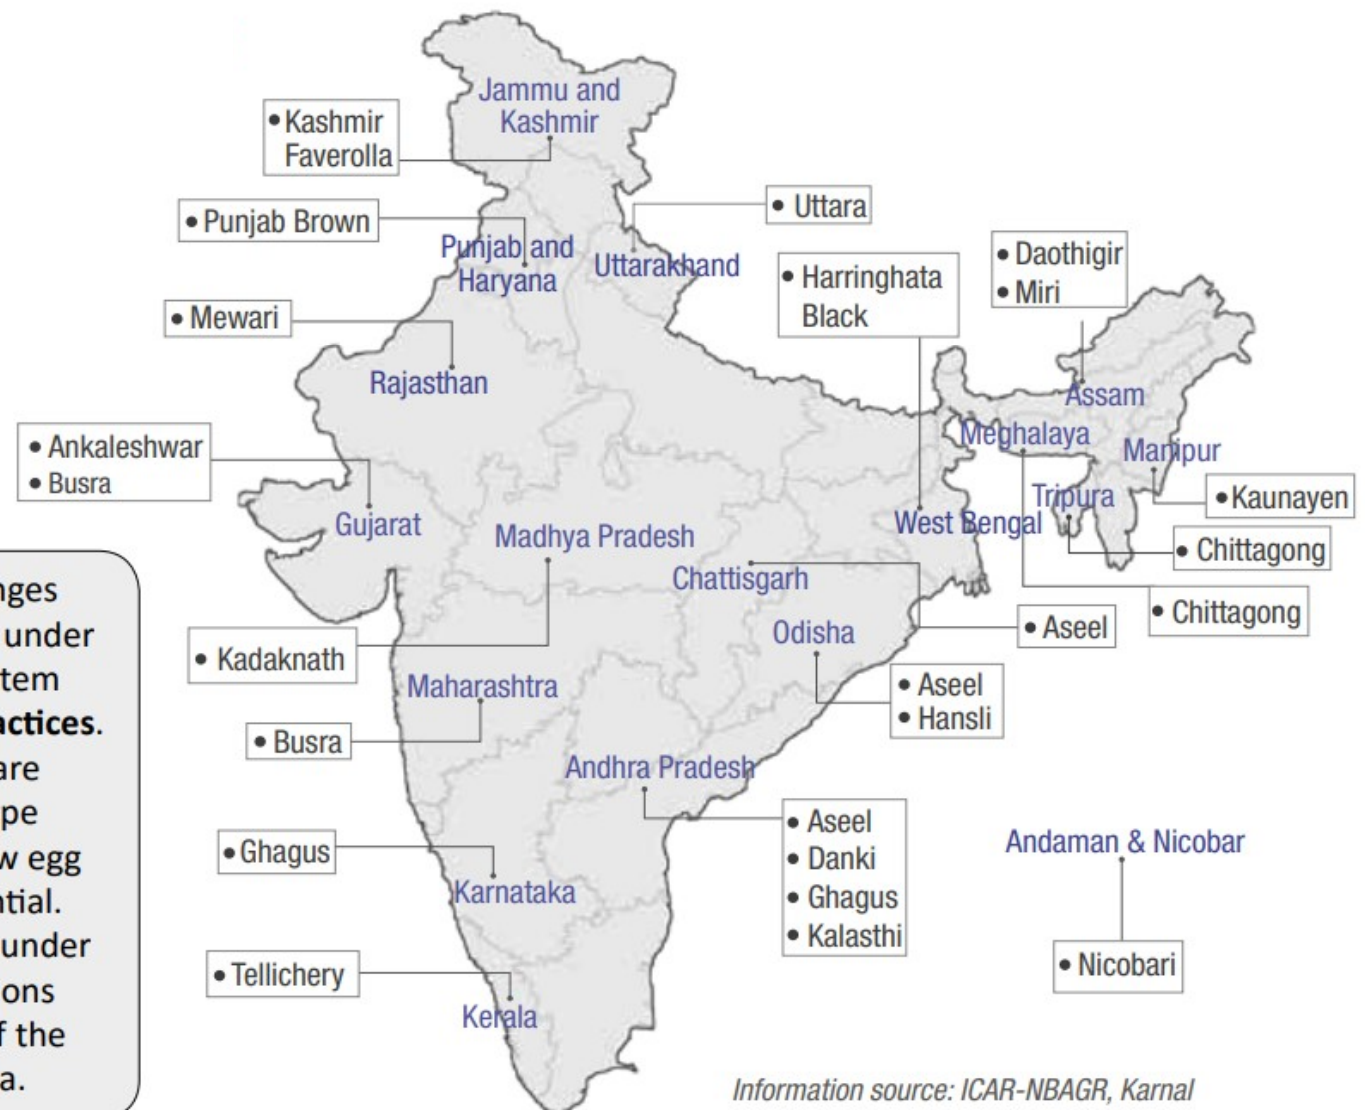 Jammu and
Kashmir
• Kashmir
Faverolla
• Punjab Brown
Punjab and
Haryana
• Uttara
Uttarakhand
• Harringhata
Black
• Daothigir
• Miri
• Mewari
Rajasthan
Assam
Meghalaya
Manipur
• Ankaleshwar
• Busra
Gujarat
Madhya Pradesh
West Bengal
Tripura
• Kaunayen
• Chittagong
Chattisgarh
• Chittagong
• Aseel
Odisha
• Kadaknath
Maharashtra
• Aseel
• Hansli
• Busra
Andhra Pradesh
• Aseel
• Danki
• Ghagus
• Kalasthi
Andaman & Nicobar
• Nicobari
• Ghagus
Karnataka
• Tellichery
Kerala
nges
under
tem
actices.
are
pe
w egg
ntial.
under
ons
f the
a.
Information source: ICAR-NBAGR, Karnal